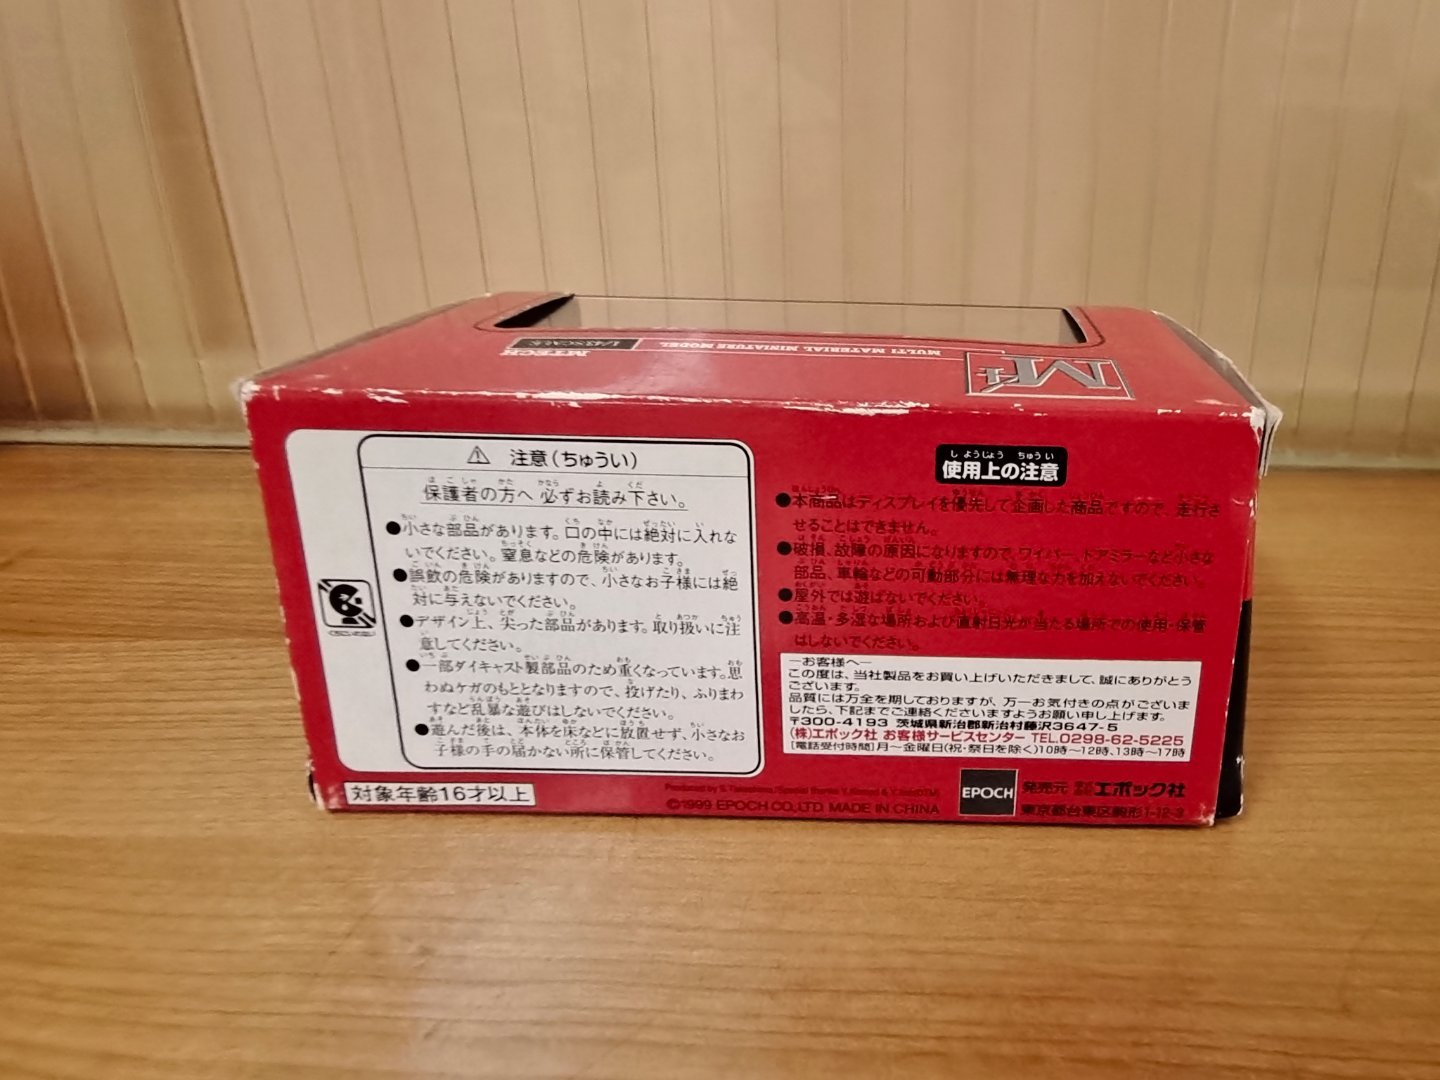 M4
MULTI MATERIAL MINIATURE MODEL
MTECH
1/43 SCALE
⚠ 注意(ちゅうい)
保護者の方へ 必ずお読み下さい。
●小さな部品があります。口の中には絶対に入れな
いでください。窒息などの危険があります。
●誤飲の危険がありますので、小さなお子様には絶
対に与えないでください。
●デザイン上、尖った部品があります。取り扱いに注
意してください。
●一部ダイキャスト製部品のため重くなっています。思
わぬケガのもととなりますので、投げたり、ふりまわ
すなど乱暴な遊びはしないでください。
●遊んだ後は、本体を床などに放置せず、小さなお
子様の手の届かない所に保管してください。
対象年齢16才以上
使用上の注意
●本商品はディスプレイを優先して企画した商品ですので、走行さ
せることはできません。
●破損、故障の原因になりますので、ワイパー、ドアミラーなど小さな
部品、車輪などの可動部分には無理な力を加えないでください。
●屋外では遊ばないでください。
●高温・多湿な場所および直射日光が当たる場所での使用・保管
はしないでください。
―お客様へ―
この度は、当社製品をお買い上げいただきまして、誠にありがとう
ございます。
品質には万全を期しておりますが、万一お気付きの点がございま
したら、下記までご連絡くださいますようお願い申し上げます。
〒300-4193 茨城県新治郡新治村藤沢3647-5
(株)エポック社 お客様サービスセンター TEL.0298-62-5225
[電話受付時間]月～金曜日(祝・祭日を除く)10時～12時、13時～17時
©1999 EPOCH CO.,LTD. MADE IN CHINA
EPOCH
発売元 株式会社エポック社
東京都台東区駒形1-12-3